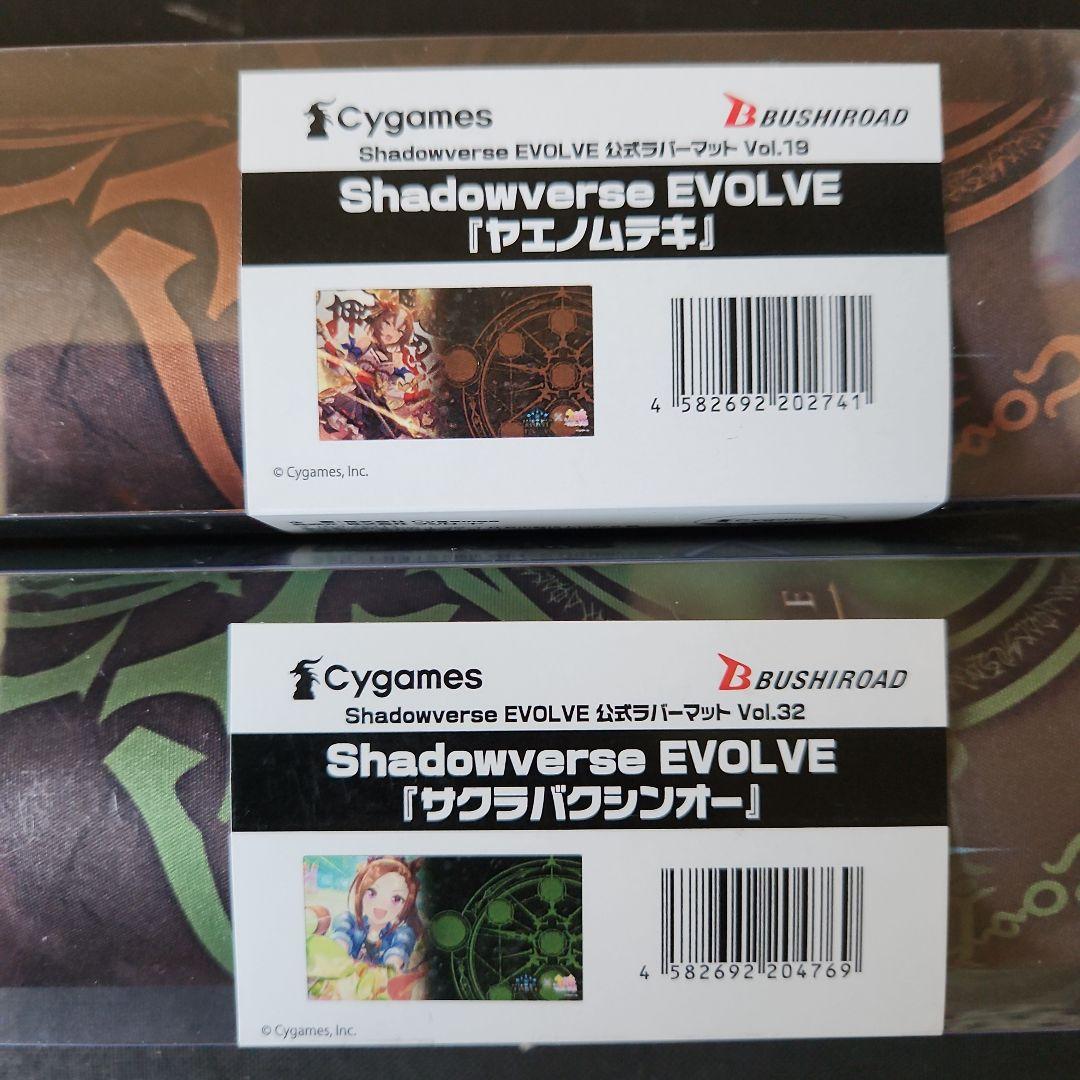 Cygames
BUSHIROAD
Shadowverse EVOLVE 公式ラバーマット Vol.19
Shadowverse EVOLVE
『ヤエノムテキ』
4 582692 202741
© Cygames, Inc.
Cygames
E
Cygames
BUSHIROAD
Shadowverse EVOLVE 公式ラバーマット Vol.32
Shadowverse EVOLVE
『サクラバクシンオー』
4 582692 204769
© Cygames, Inc.